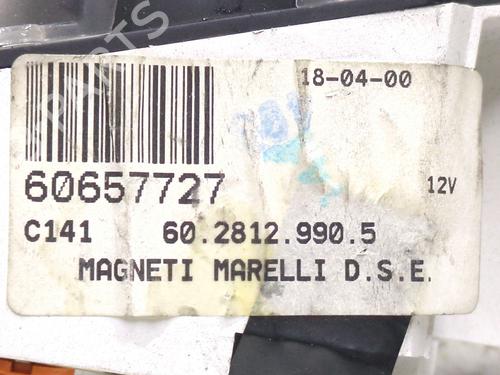 18-04-00
60657727
12V
C141 60.2812.990.5
MAGNETI MARELLI D.S.E.